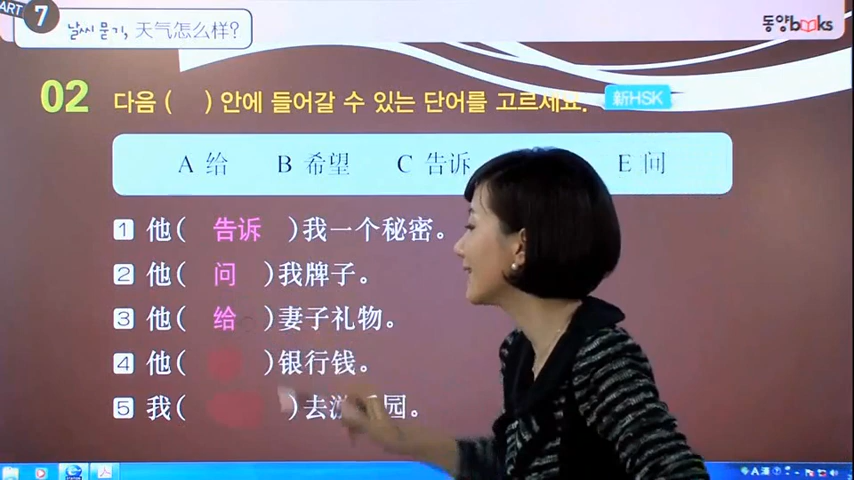 ART 7
날씨 묻기, 天气怎么样?
동양books
02 다음 ( ) 안에 들어갈 수 있는 단어를 고르세요. 新HSK
A 给 B 希望 C 告诉 E 问
1 他( 告诉 )我一个秘密。
2 他( 问 )我牌子。
3 他( 给 )妻子礼物。
4 他( )银行钱。
5 我( )去 园。